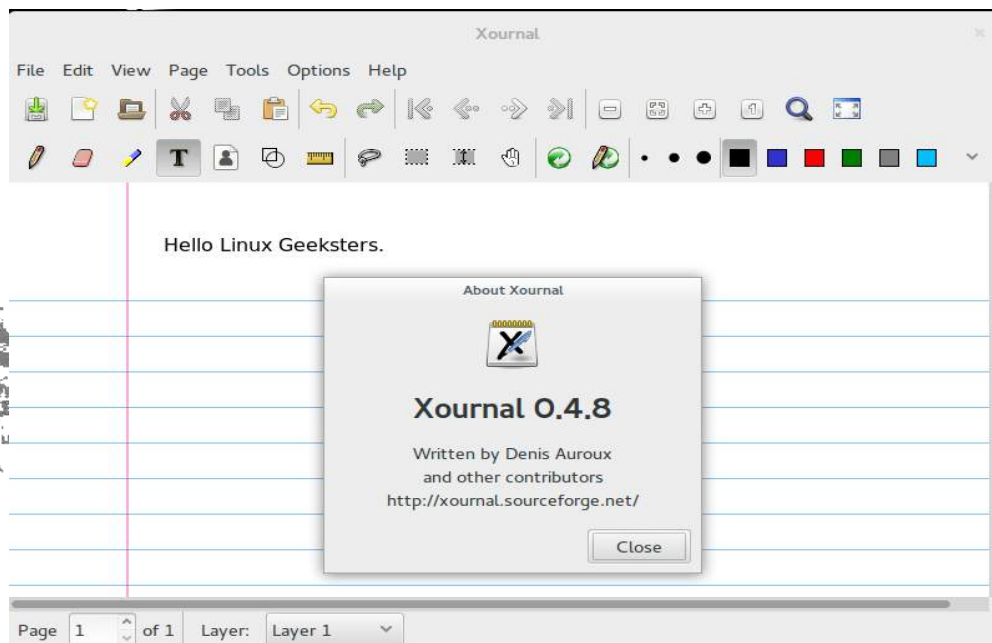 Xournal
File Edit View Page Tools Options Help
T
Hello Linux Geeksters.
About Xournal
Xournal 0.4.8
Written by Denis Auroux
and other contributors
http://xournal.sourceforge.net/
Close
Page 1 of 1 Layer: Layer 1